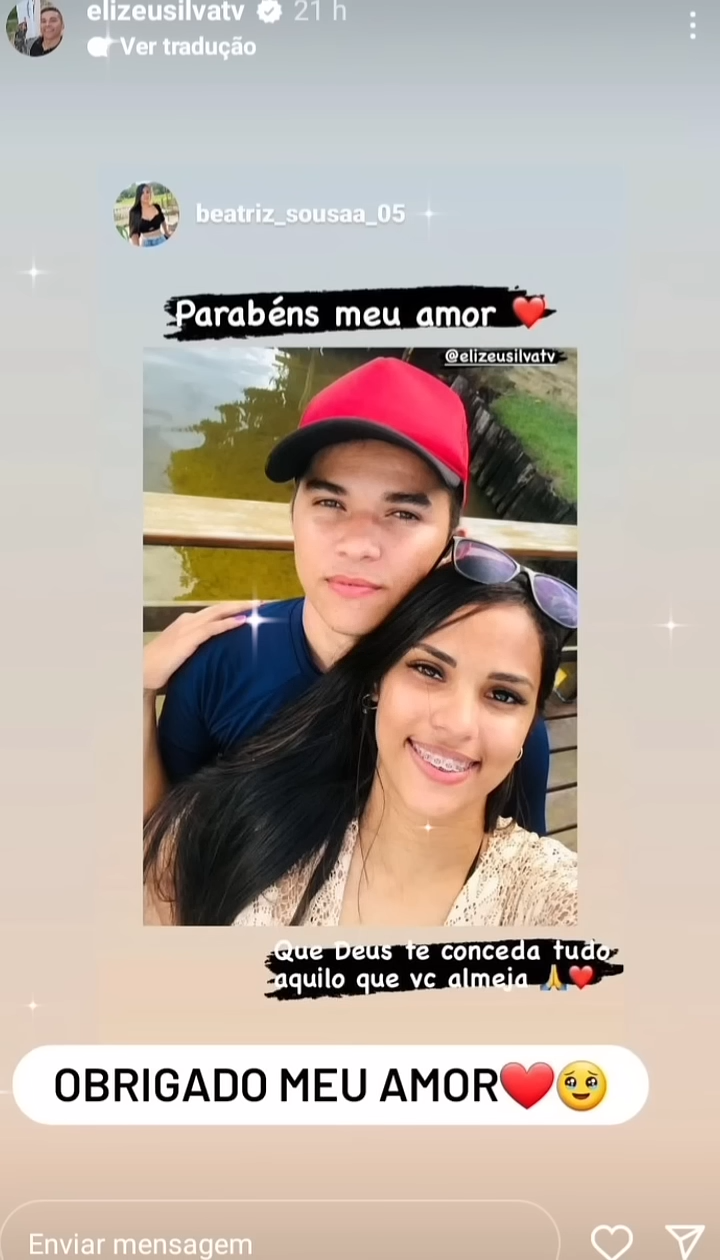 elizeusilvatv 21 h
Ver tradução
beatriz_sousaa_05
Parabéns meu amor ❤️
@elizeusilvatv
Que Deus te conceda tudo
aquilo que vc almeja 🙏❤️
OBRIGADO MEU AMOR❤️🥹
Enviar mensagem